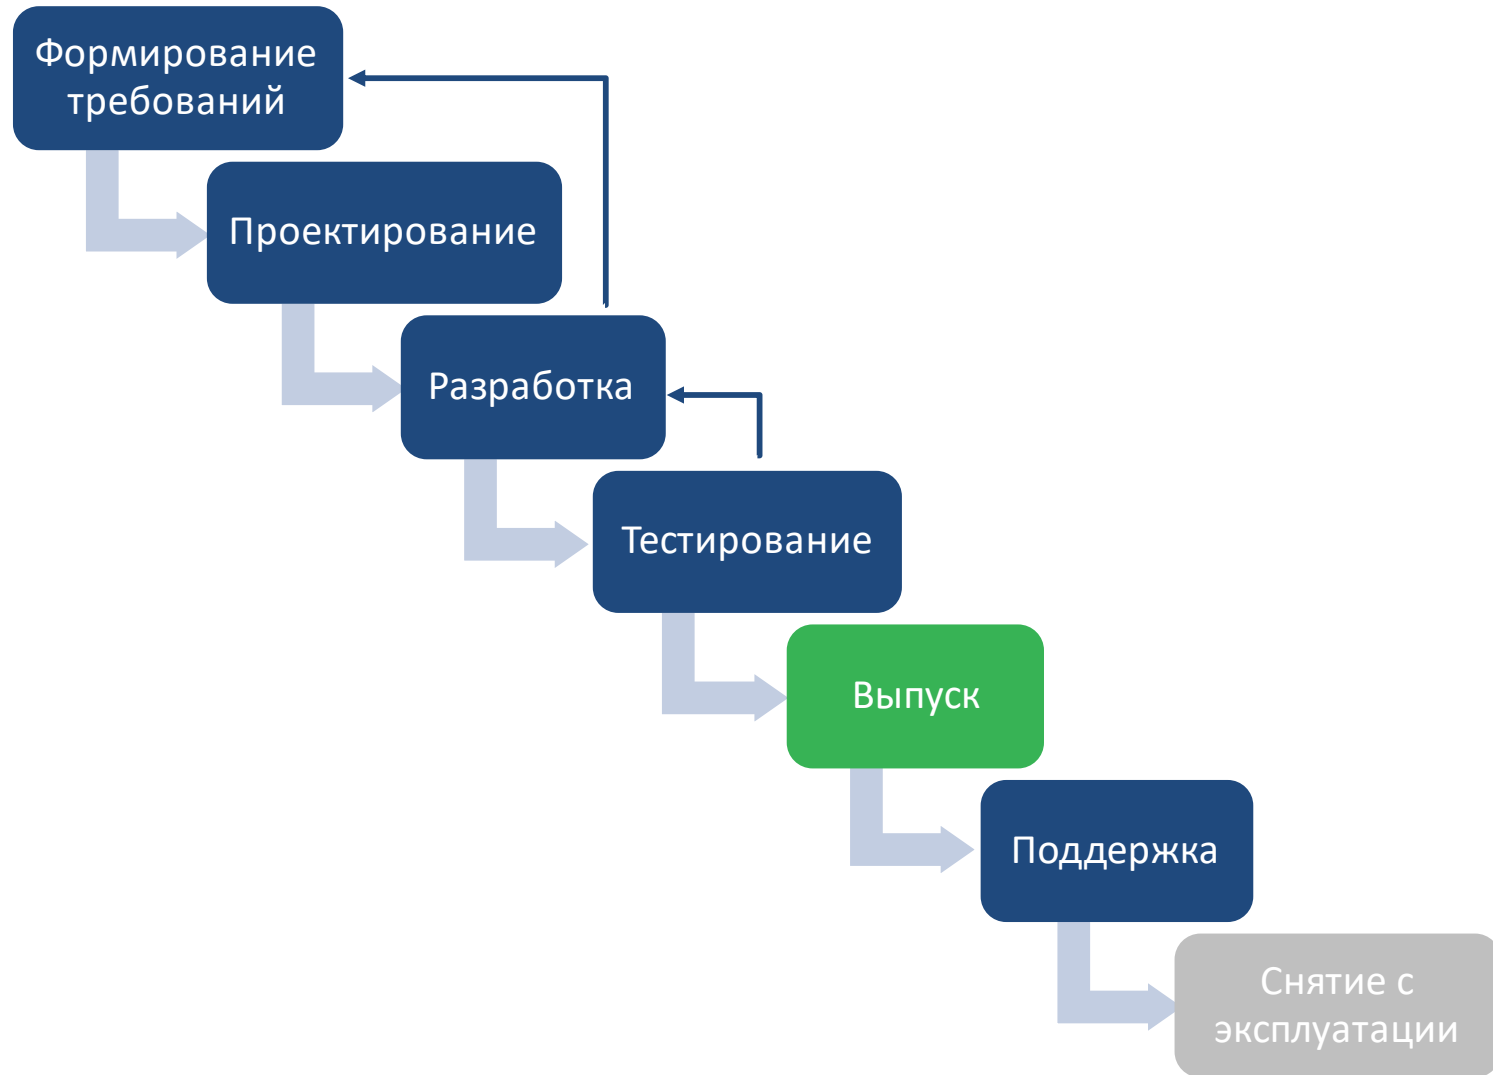 Формирование
требований
Проектирование
Разработка
Тестирование
Выпуск
Поддержка
Снятие с
эксплуатации